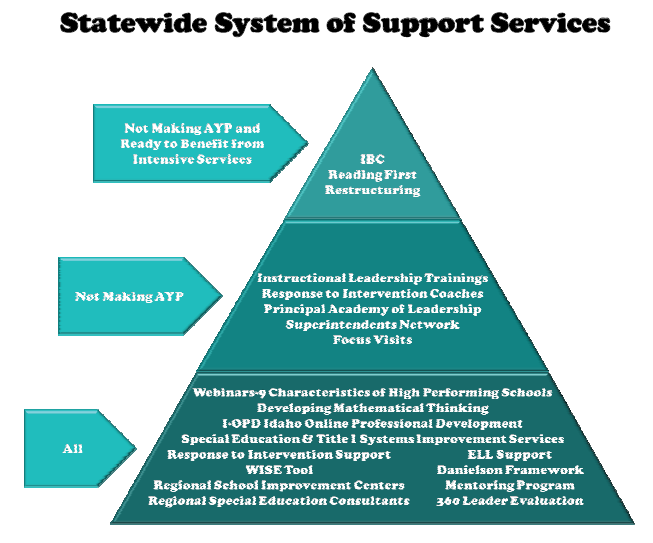 Statewide System of Support Services
Not Making AYP and
Ready to Benefit from
Intensive Services
IBC
Reading First
Restructuring
Not Making AYP
Instructional Leadership Trainings
Response to Intervention Coaches
Principal Academy of Leadership
Superintendents Network
Focus Visits
All
Webinars-9 Characteristics of High Performing Schools
Developing Mathematical Thinking
I-OPD Idaho Online Professional Development
Special Education & Title I Systems Improvement Services
Response to Intervention Support ELL Support
WISE Tool Danielson Framework
Regional School Improvement Centers Mentoring Program
Regional Special Education Consultants 360 Leader Evaluation